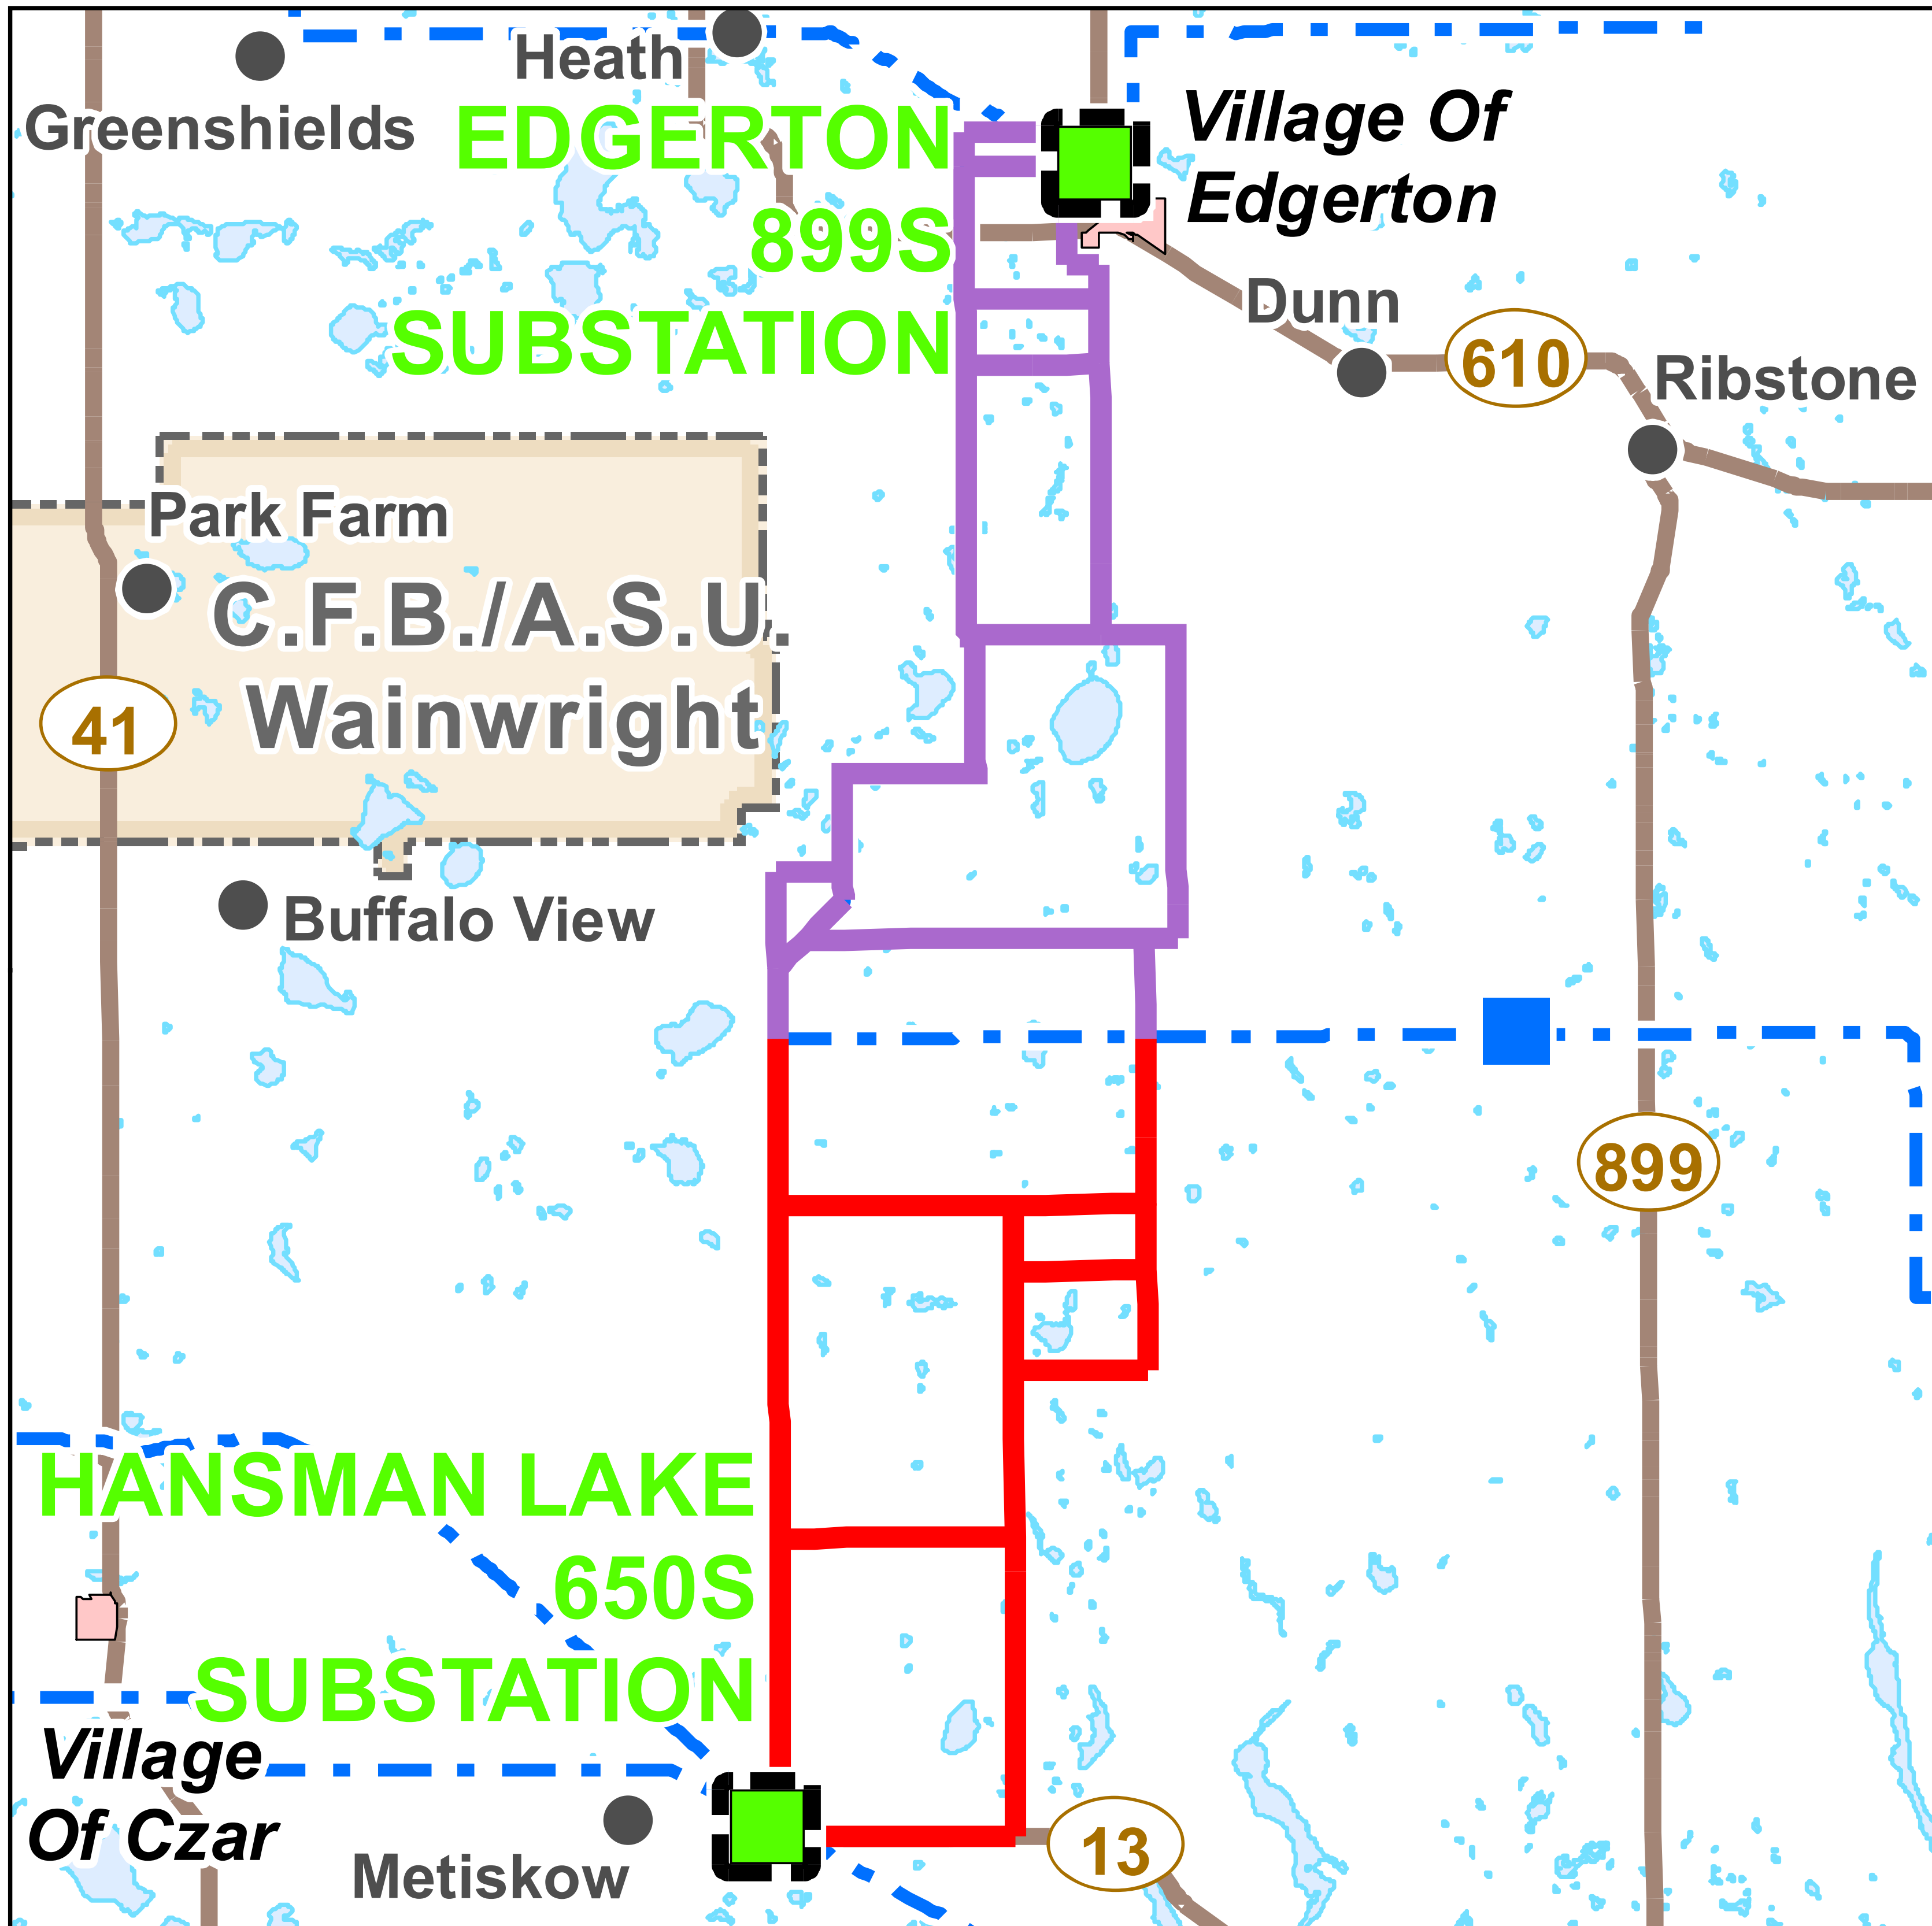 Heath
Greenshields
EDGERTON
899S
SUBSTATION
Village Of
Edgerton
Dunn
610
Ribstone
Park Farm
C.F.B./A.S.U.
Wainwright
41
Buffalo View
899
HANSMAN LAKE
650S
SUBSTATION
Village
Of Czar
Metiskow
13